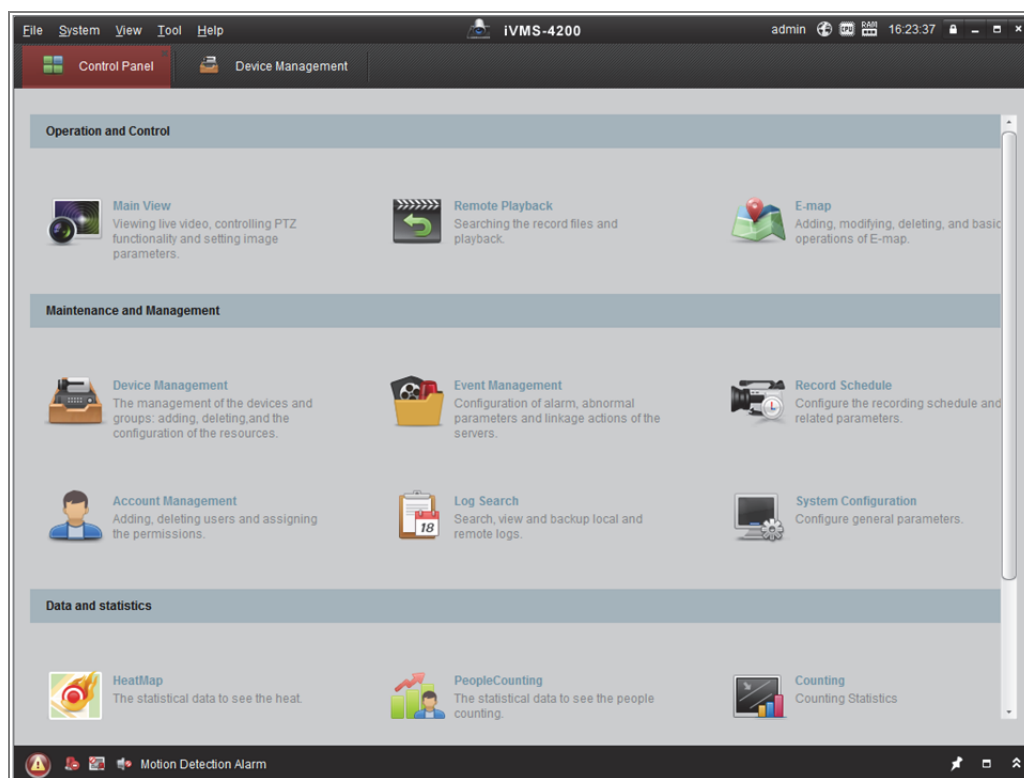 File System View Tool Help
iVMS-4200
admin CPU RAM 16:23:37
Control Panel
Device Management
Operation and Control
Main View
Viewing live video, controlling PTZ
functionality and setting image
parameters.
Remote Playback
Searching the record files and
playback.
E-map
Adding, modifying, deleting, and basic
operations of E-map.
Maintenance and Management
Device Management
The management of the devices and
groups: adding, deleting,and the
configuration of the resources.
Event Management
Configuration of alarm, abnormal
parameters and linkage actions of the
servers.
Record Schedule
Configure the recording schedule and
related parameters.
Account Management
Adding, deleting users and assigning
the permissions.
18
Log Search
Search, view and backup local and
remote logs.
System Configuration
Configure general parameters.
Data and statistics
HeatMap
The statistical data to see the heat.
PeopleCounting
The statistical data to see the people
counting.
Counting
Counting Statistics
Motion Detection Alarm